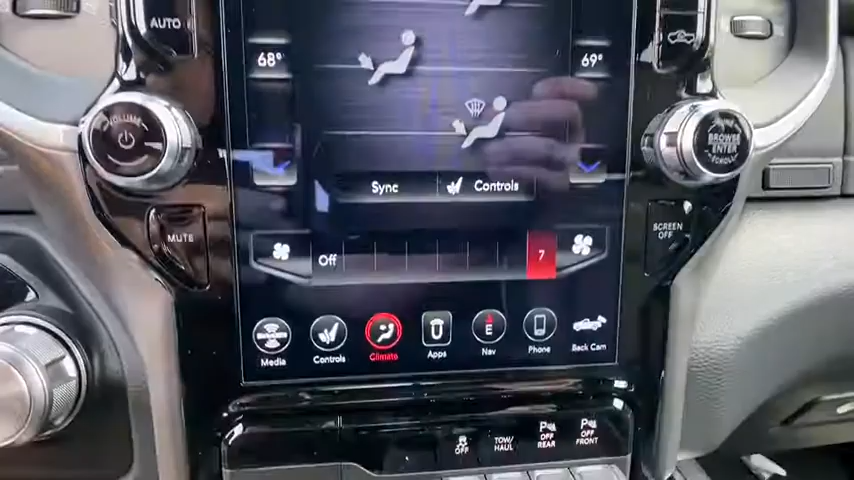 AUTO
68°
69°
VOLUME
BROWSE
ENTER
SCROLL
Sync
Controls
MUTE
SCREEN
OFF
Off
7
E
Media
Controls
Climate
Apps
Nav
Phone
Back Cam
OFF
TOW/
HAUL
OFF
REAR
OFF
FRONT